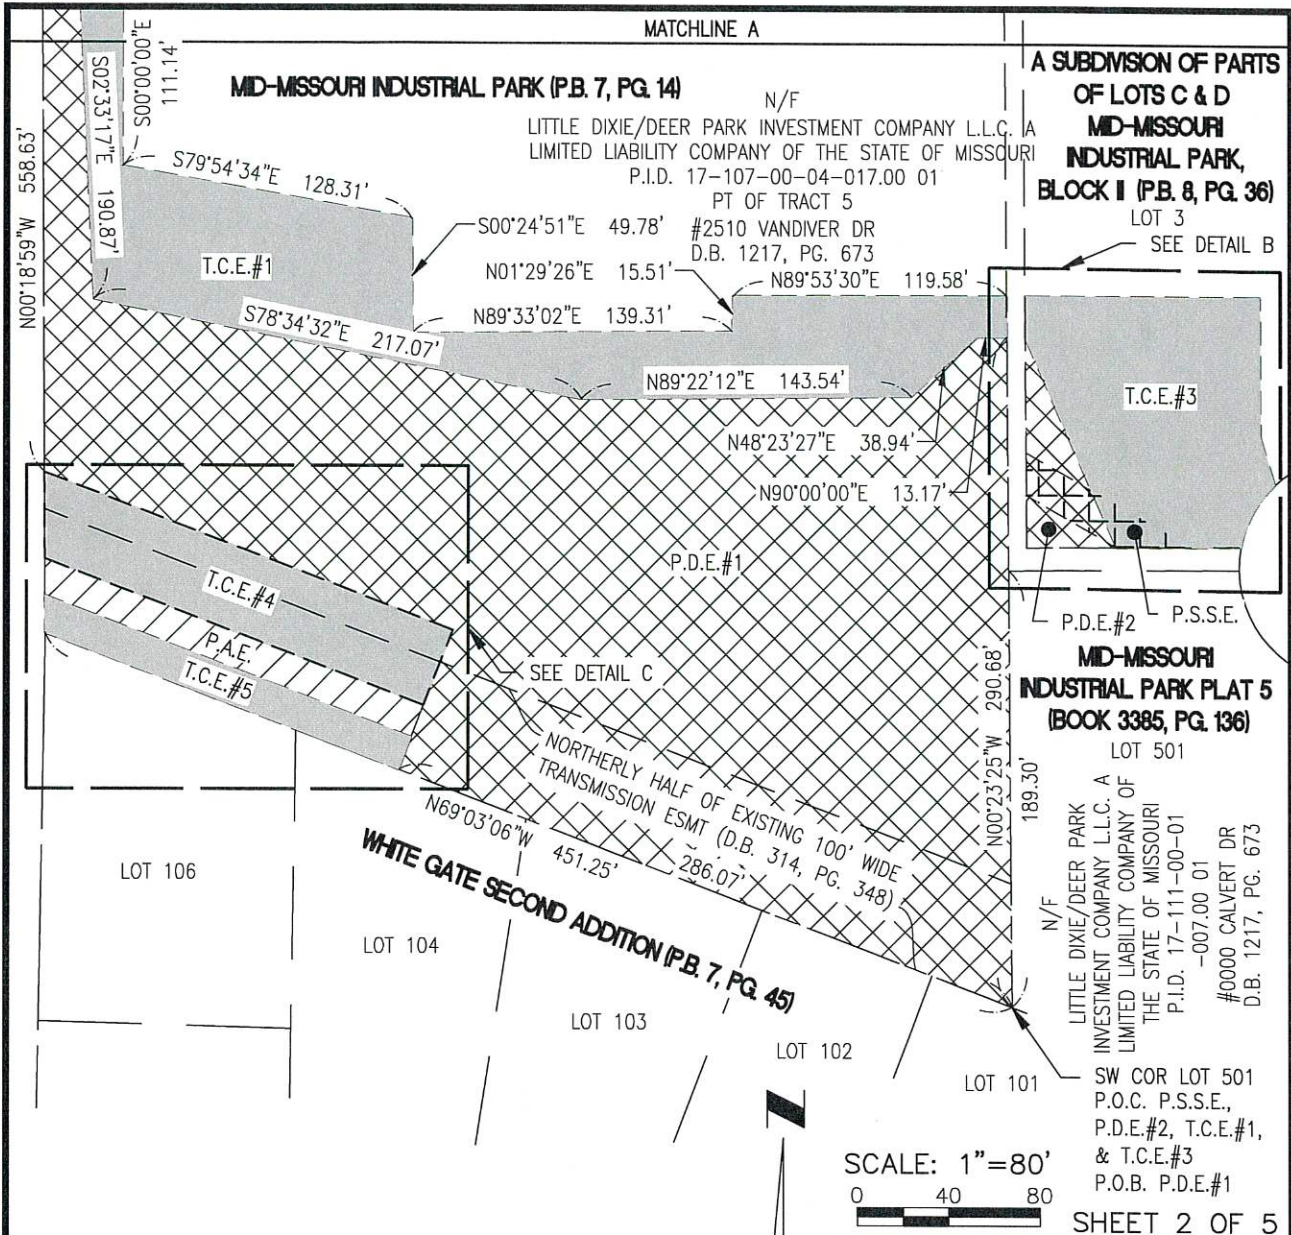 MATCHLINE A
S02°33'17"E 190.87'
S00°00'00"E
111.14'
N00°18'59"W 558.63'
MID-MISSOURI INDUSTRIAL PARK (P.B. 7, PG. 14)
N/F
LITTLE DIXIE/DEER PARK INVESTMENT COMPANY L.L.C. A
LIMITED LIABILITY COMPANY OF THE STATE OF MISSOURI
P.I.D. 17-107-00-04-017.00 01
PT OF TRACT 5
#2510 VANDIVER DR
D.B. 1217, PG. 673
A SUBDIVISION OF PARTS
OF LOTS C & D
MID-MISSOURI
INDUSTRIAL PARK,
BLOCK II (P.B. 8, PG. 36)
LOT 3
SEE DETAIL B
S79°54'34"E 128.31'
S00°24'51"E 49.78'
T.C.E.#1
N01°29'26"E 15.51'
N89°53'30"E 119.58'
N89°33'02"E 139.31'
S78°34'32"E 217.07'
N89°22'12"E 143.54'
T.C.E.#3
N48°23'27"E 38.94'
N90°00'00"E 13.17'
P.D.E.#1
T.C.E.#4
P.A.E.
T.C.E.#5
SEE DETAIL C
P.D.E.#2
P.S.S.E.
MID-MISSOURI
INDUSTRIAL PARK PLAT 5
(BOOK 3385, PG. 136)
LOT 501
N00°23'25"W 290.68'
189.30'
NORTHERLY HALF OF EXISTING 100' WIDE
TRANSMISSION ESMT (D.B. 314, PG. 348)
N69°03'06"W 451.25'
286.07'
WHITE GATE SECOND ADDITION (P.B. 7, PG. 45)
N/F
LITTLE DIXIE/DEER PARK
INVESTMENT COMPANY L.L.C. A
LIMITED LIABILITY COMPANY OF
THE STATE OF MISSOURI
P.I.D. 17-111-00-01
-007.00 01
#0000 CALVERT DR
D.B. 1217, PG. 673
LOT 106
LOT 104
LOT 103
LOT 102
LOT 101
SW COR LOT 501
P.O.C. P.S.S.E.,
P.D.E.#2, T.C.E.#1,
& T.C.E.#3
P.O.B. P.D.E.#1
N
SCALE: 1"=80'
0 40 80
SHEET 2 OF 5